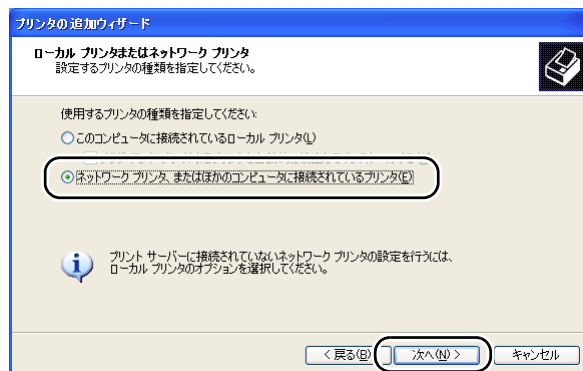 プリンタの追加ウィザード
ローカル プリンタまたはネットワーク プリンタ
設定するプリンタの種類を指定してください。
使用するプリンタの種類を指定してください:
このコンピュータに接続されているローカル プリンタ(L)
ネットワーク プリンタ、またはほかのコンピュータに接続されているプリンタ(E)
プリント サーバーに接続されていないネットワーク プリンタの設定を行うには、
ローカル プリンタのオプションを選択してください。
< 戻る(B) 次へ(N) > キャンセル